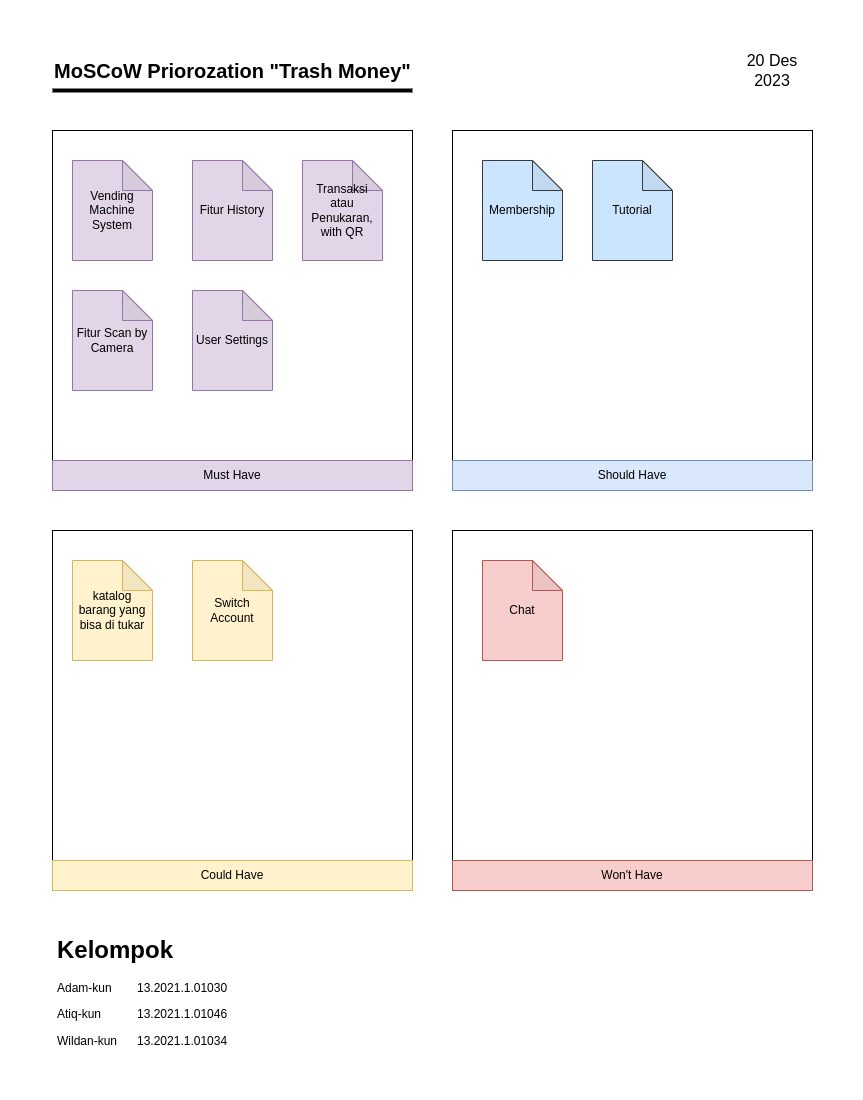 MoSCoW Priorozation "Trash Money"
20 Des
2023
Vending
Machine
System
Fitur History
Transaksi
atau
Penukaran,
with QR
Fitur Scan by
Camera
User Settings
Must Have
Membership
Tutorial
Should Have
katalog
barang yang
bisa di tukar
Switch
Account
Could Have
Chat
Won't Have
Kelompok
Adam-kun 13.2021.1.01030
Atiq-kun 13.2021.1.01046
Wildan-kun 13.2021.1.01034